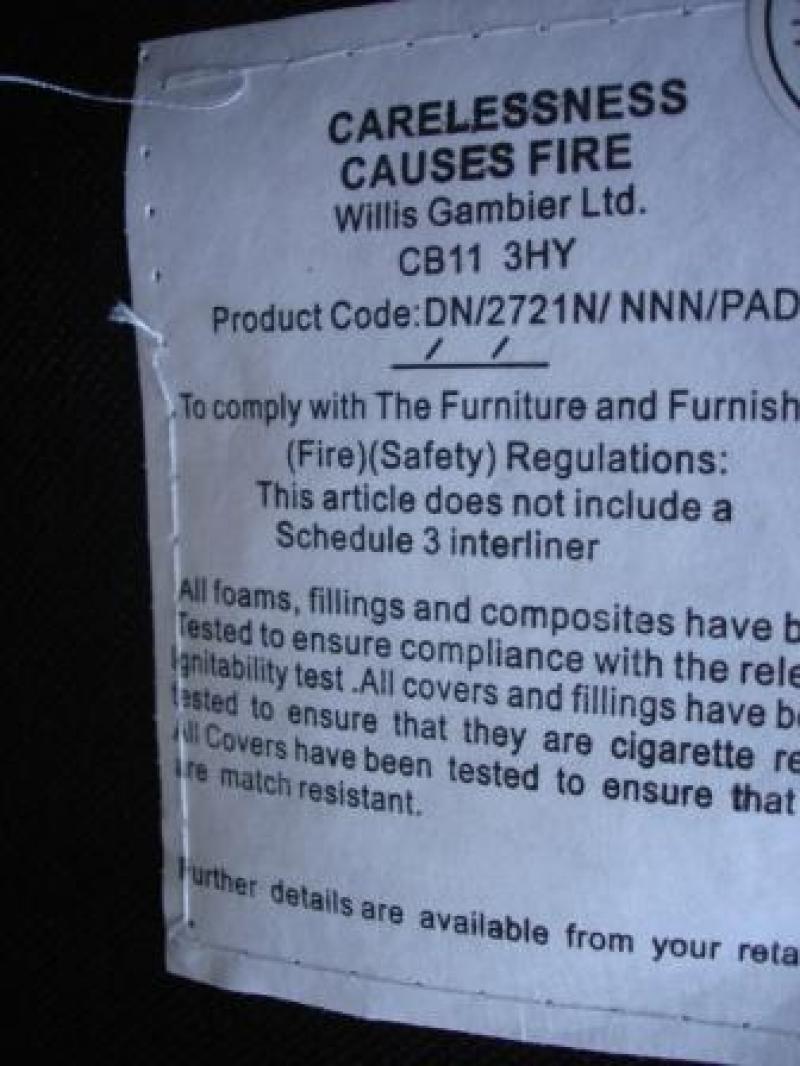 CARELESSNESS
CAUSES FIRE
Willis Gambier Ltd.
CB11 3HY
Product Code:DN/2721N/ NNN/PAD
/ /
To comply with The Furniture and Furnish
(Fire)(Safety) Regulations:
This article does not include a
Schedule 3 interliner
All foams, fillings and composites have b
Tested to ensure compliance with the rele
Ignitability test .All covers and fillings have be
tested to ensure that they are cigarette re
All Covers have been tested to ensure that
are match resistant.
Further details are available from your reta